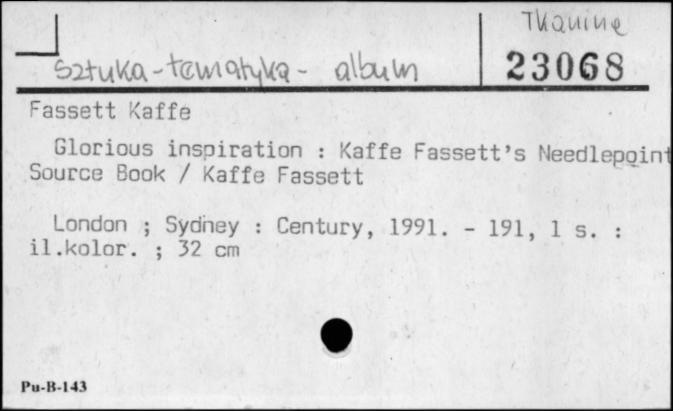 Tkanine
Sztuka - tematyka - album
23068
Fassett Kaffe
Glorious inspiration : Kaffe Fassett's Needlepoint
Source Book / Kaffe Fassett
London ; Sydney : Century, 1991. - 191, 1 s. :
il.kolor. ; 32 cm
Pu-B-143